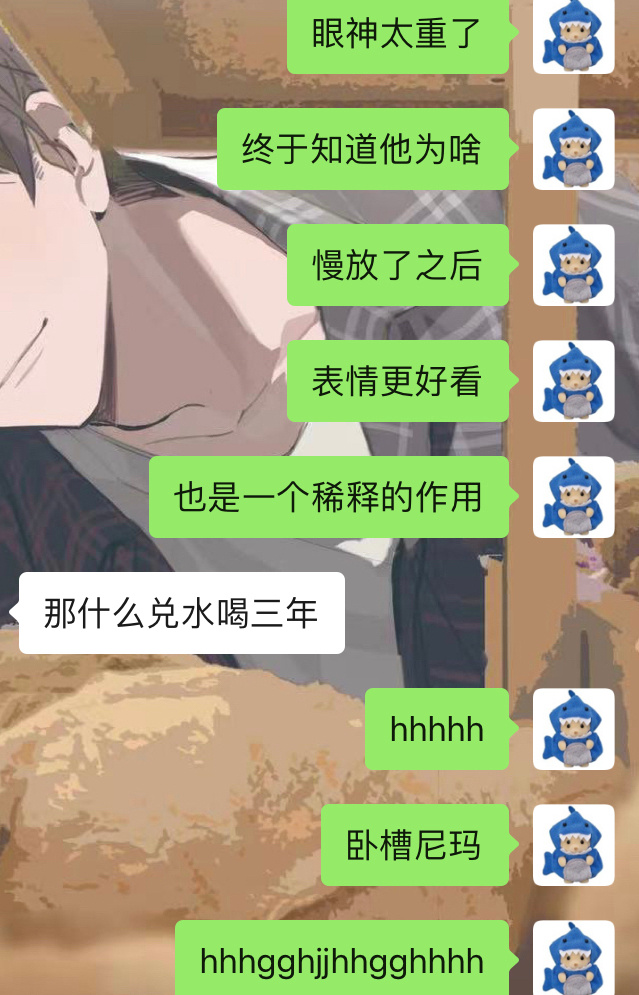 眼神太重了
终于知道他为啥
慢放了之后
表情更好看
也是一个稀释的作用
那什么兑水喝三年
hhhhh
卧槽尼玛
hhhgghjjhhgghhhh